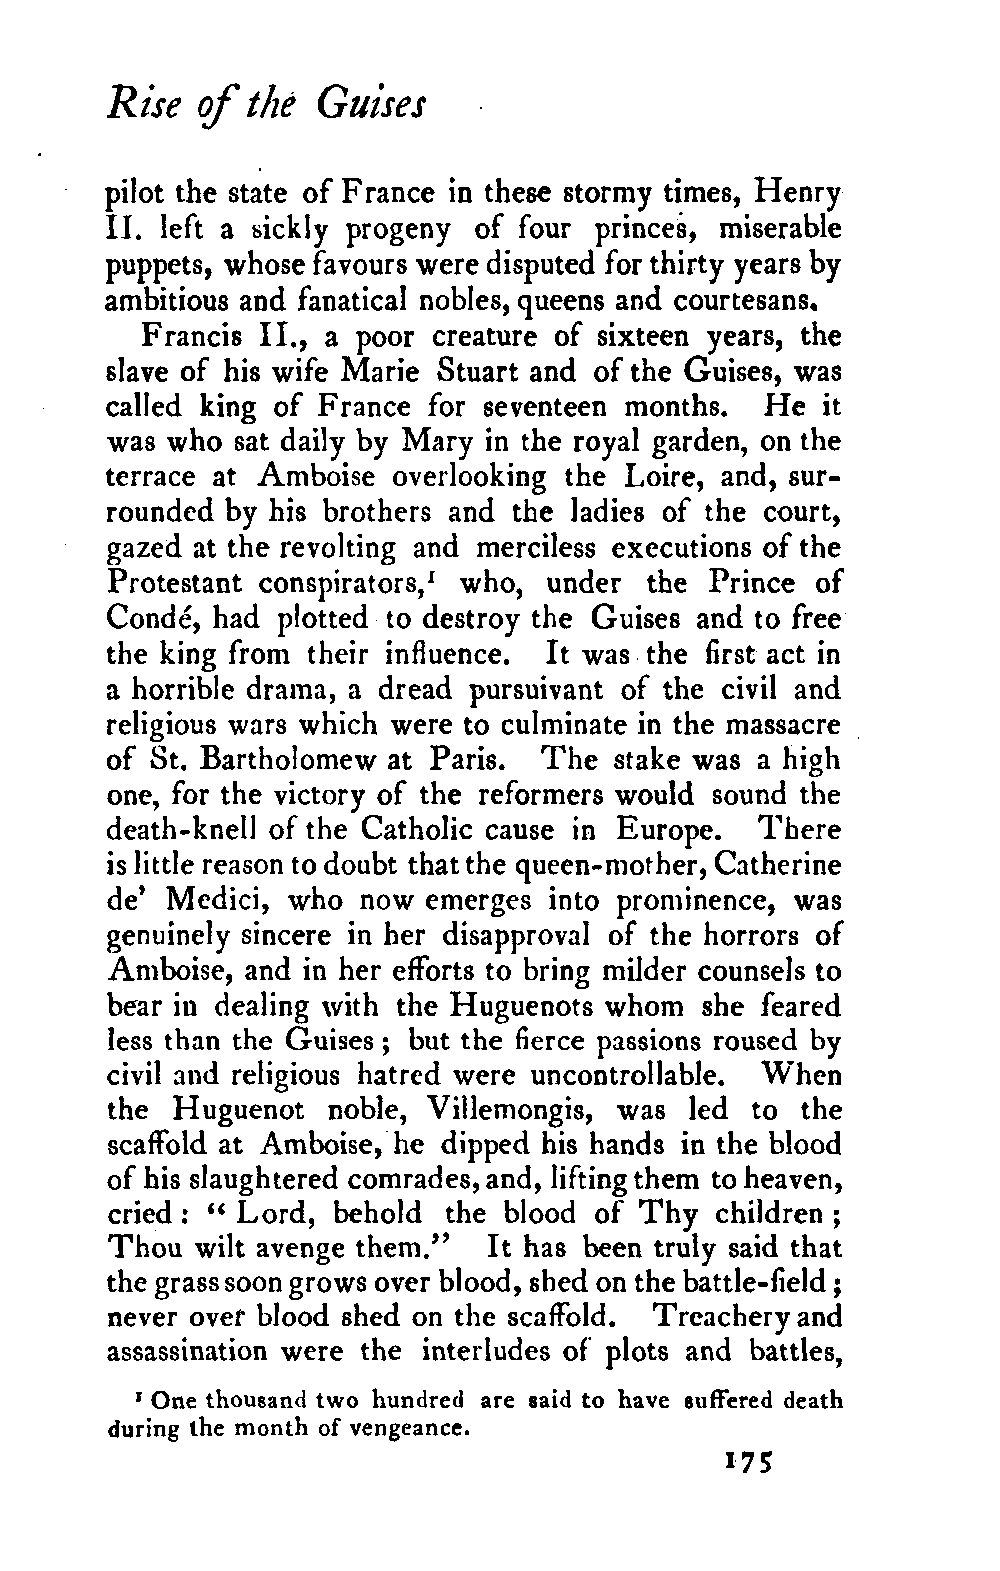 Rise of the Guises
pilot the state of France in these stormy times, Henry
II. left a sickly progeny of four princes, miserable
puppets, whose favours were disputed for thirty years by
ambitious and fanatical nobles, queens and courtesans.
Francis II., a poor creature of sixteen years, the
slave of his wife Marie Stuart and of the Guises, was
called king of France for seventeen months. He it
was who sat daily by Mary in the royal garden, on the
terrace at Amboise overlooking the Loire, and, sur-
rounded by his brothers and the ladies of the court,
gazed at the revolting and merciless executions of the
Protestant conspirators,¹ who, under the Prince of
Condé, had plotted to destroy the Guises and to free
the king from their influence. It was the first act in
a horrible drama, a dread pursuivant of the civil and
religious wars which were to culminate in the massacre
of St. Bartholomew at Paris. The stake was a high
one, for the victory of the reformers would sound the
death-knell of the Catholic cause in Europe. There
is little reason to doubt that the queen-mother, Catherine
de' Medici, who now emerges into prominence, was
genuinely sincere in her disapproval of the horrors of
Amboise, and in her efforts to bring milder counsels to
bear in dealing with the Huguenots whom she feared
less than the Guises ; but the fierce passions roused by
civil and religious hatred were uncontrollable. When
the Huguenot noble, Villemongis, was led to the
scaffold at Amboise, he dipped his hands in the blood
of his slaughtered comrades, and, lifting them to heaven,
cried : “ Lord, behold the blood of Thy children ;
Thou wilt avenge them.” It has been truly said that
the grass soon grows over blood, shed on the battle-field ;
never over blood shed on the scaffold. Treachery and
assassination were the interludes of plots and battles,
¹ One thousand two hundred are said to have suffered death
during the month of vengeance.
175